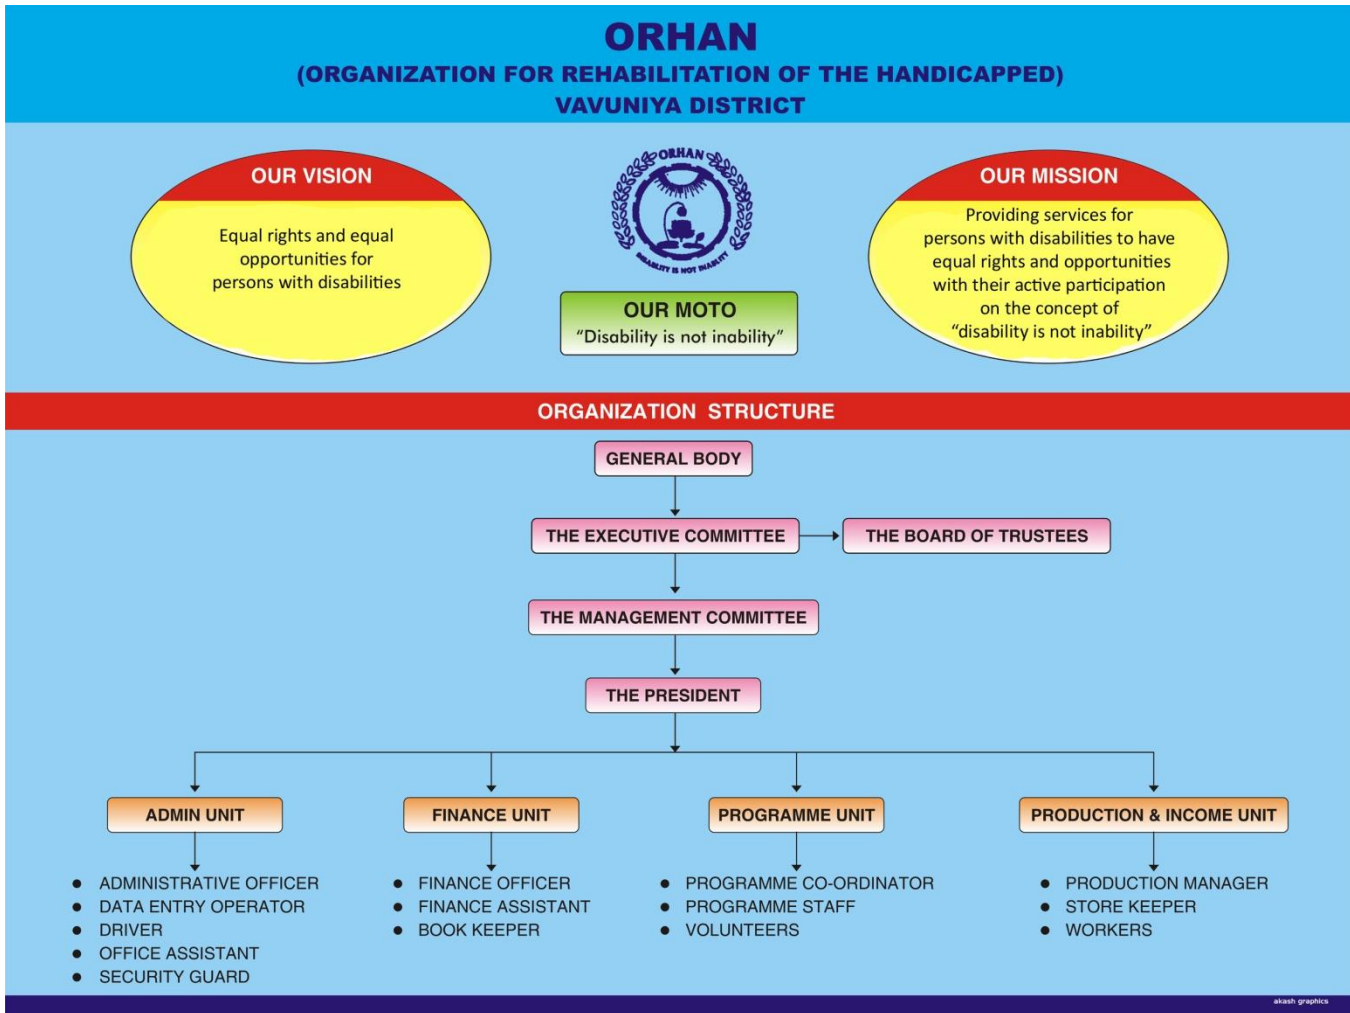 ORHAN
(ORGANIZATION FOR REHABILITATION OF THE HANDICAPPED)
VAVUNIYA DISTRICT
OUR VISION
Equal rights and equal
opportunities for
persons with disabilities
ORHAN
DISABLITY IS NOT INABLITY
OUR MOTO
“Disability is not inability”
OUR MISSION
Providing services for
persons with disabilities to have
equal rights and opportunities
with their active participation
on the concept of
“disability is not inability”
ORGANIZATION STRUCTURE
GENERAL BODY
THE EXECUTIVE COMMITTEE
THE BOARD OF TRUSTEES
THE MANAGEMENT COMMITTEE
THE PRESIDENT
ADMIN UNIT
● ADMINISTRATIVE OFFICER
● DATA ENTRY OPERATOR
● DRIVER
● OFFICE ASSISTANT
● SECURITY GUARD
FINANCE UNIT
● FINANCE OFFICER
● FINANCE ASSISTANT
● BOOK KEEPER
PROGRAMME UNIT
● PROGRAMME CO-ORDINATOR
● PROGRAMME STAFF
● VOLUNTEERS
PRODUCTION & INCOME UNIT
● PRODUCTION MANAGER
● STORE KEEPER
● WORKERS
akash graphics